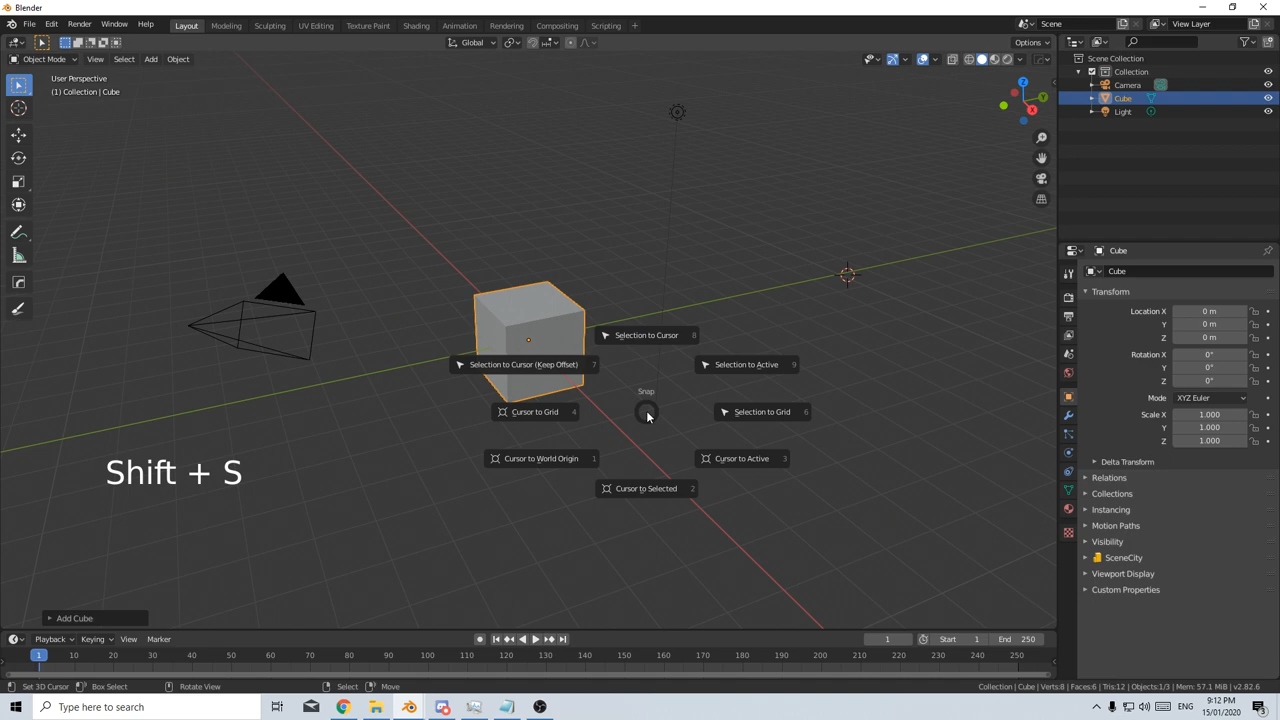 Blender
File Edit Render Window Help
Layout Modeling Sculpting UV Editing Texture Paint Shading Animation Rendering Compositing Scripting +
Scene View Layer
Global Options
Object Mode View Select Add Object
User Perspective
(1) Collection | Cube
Scene Collection
Collection
Camera
Cube
Light
Z
Y
X
Selection to Cursor 8
Selection to Cursor (Keep Offset) 7
Selection to Active 9
Snap
Cursor to Grid 4
Selection to Grid 6
Cursor to World Origin 1
Cursor to Active 3
Cursor to Selected 2
Shift + S
Add Cube
Cube
Cube
Transform
Location X 0 m
Y 0 m
Z 0 m
Rotation X 0°
Y 0°
Z 0°
Mode XYZ Euler
Scale X 1.000
Y 1.000
Z 1.000
Delta Transform
Relations
Collections
Instancing
Motion Paths
Visibility
SceneCity
Viewport Display
Custom Properties
Playback Keying View Marker
1 Start 1 End 250
1 10 20 30 40 50 60 70 80 90 100 110 120 130 140 150 160 170 180 190 200 210 220 230 240 250
Set 3D Cursor Box Select Rotate View Select Move
Collection | Cube | Verts:8 | Faces:6 | Tris:12 | Objects:1/3 | Mem: 57.1 MiB | v2.82.6
Type here to search
ENG
9:12 PM
15/01/2020
3